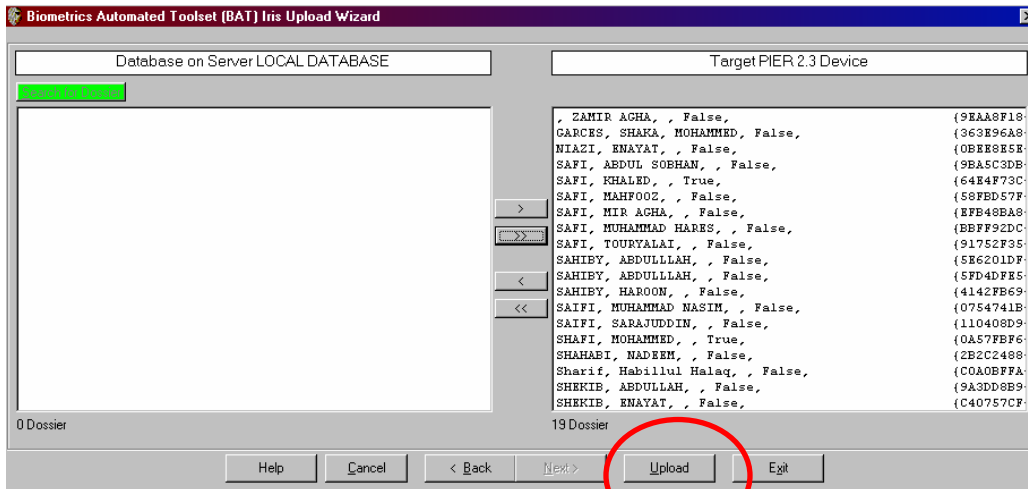 Biometrics Automated Toolset (BAT) Iris Upload Wizard
Database on Server LOCAL DATABASE
Target PIER 2.3 Device
Search for Dossier
, ZAMIR AGHA, , False, {9EAA8F18-
GARCES, SHAKA, MOHAMMED, False, {363E96A8-
NIAZI, ENAYAT, , False, {0BEE8E5E-
SAFI, ABDUL SOBHAN, , False, {9BA5C3DB-
SAFI, KHALED, , True, {64E4F73C-
SAFI, MAHFOOZ, , False, {58FBD57F-
SAFI, MIR AGHA, , False, {EFB48BA8-
SAFI, MUHAMMAD HARES, , False, {BBFF92DC-
SAFI, TOURYALAI, , False, {91752F35-
SAHIBY, ABDULLLAH, , False, {5E6201DF-
SAHIBY, ABDULLLAH, , False, {5FD4DFE5-
SAHIBY, HAROON, , False, {4142FB69-
SAIFI, MUHAMMAD NASIM, , False, {0754741B-
SAIFI, SARAJUDDIN, , False, {110408D9-
SHAFI, MOHAMMED, , True, {0A57FBF6-
SHAHABI, NADEEM, , False, {2B2C2488-
Sharif, Habillul Halaq, , False, {C0A0BFFA-
SHEKIB, ABDULLAH, , False, {9A3DD8B9-
SHEKIB, ENAYAT, , False, {C40757CF-
>
>>
<
<<
0 Dossier
19 Dossier
Help Cancel < Back Next > Upload Exit